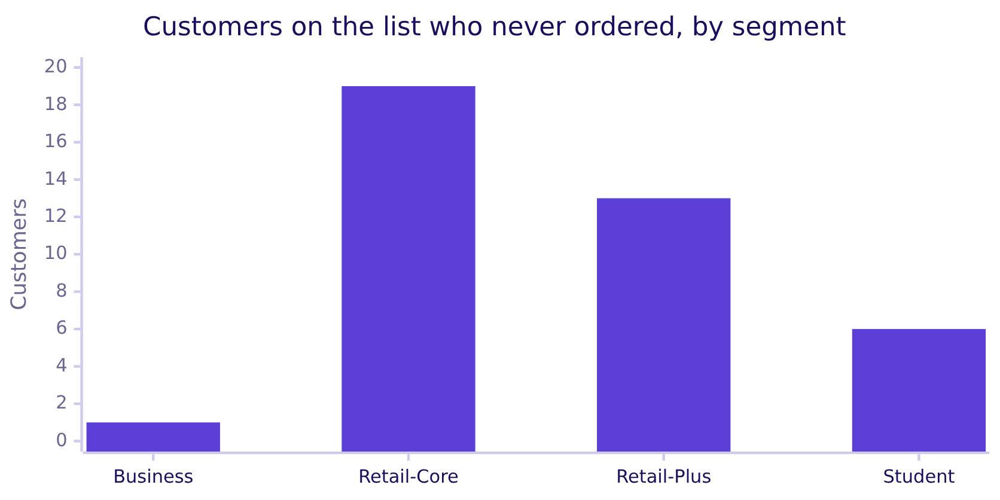 Customers on the list who never ordered, by segment
Customers
20
18
16
14
12
10
8
6
4
2
0
Business
Retail-Core
Retail-Plus
Student